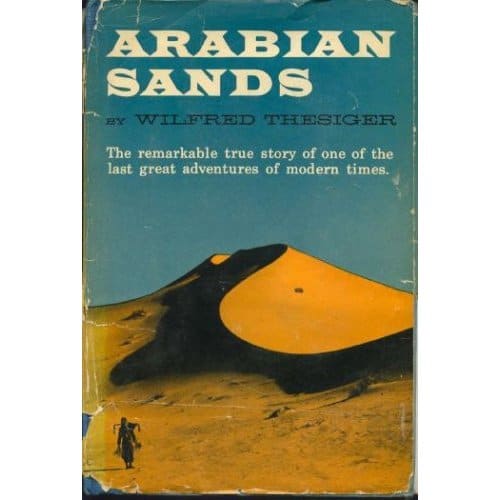 ARABIAN
SANDS
BY WILFRED THESIGER
The remarkable true story of one of the
last great adventures of modern times.